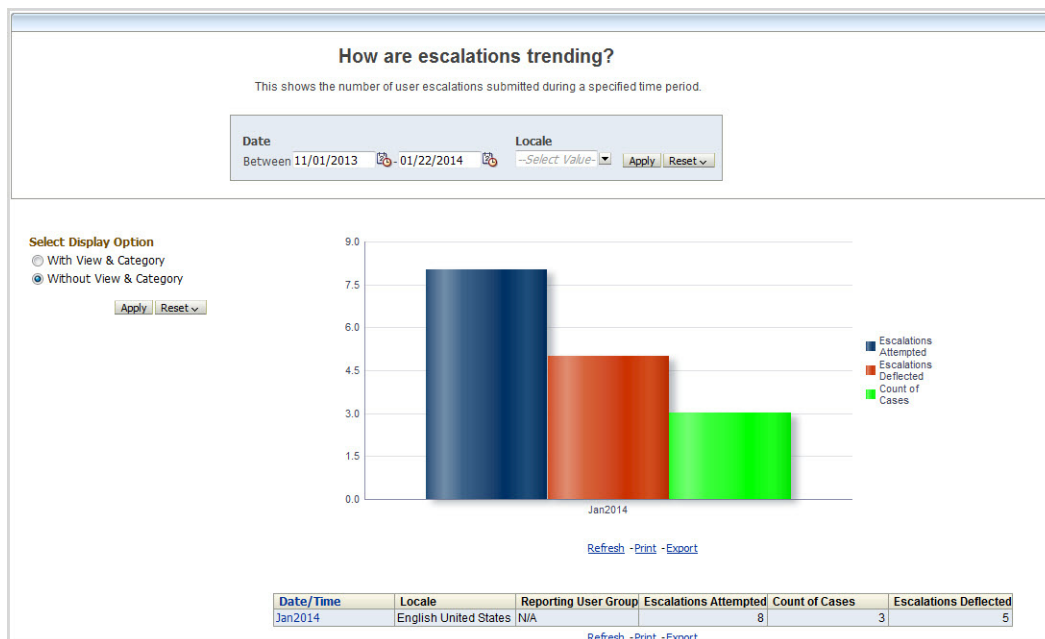 How are escalations trending?
This shows the number of user escalations submitted during a specified time period.
Date
Locale
Between 11/01/2013 - 01/22/2014 --Select Value- Apply Reset
Select Display Option
With View & Category
Without View & Category
Apply Reset
9.0
7.5
6.0
4.5
3.0
1.5
0.0
Jan2014
Escalations
Attempted
Escalations
Deflected
Count of
Cases
Refresh - Print - Export
Date/Time Locale Reporting User Group Escalations Attempted Count of Cases Escalations Deflected
Jan2014 English United States N/A 8 3 5
Refresh - Print - Export